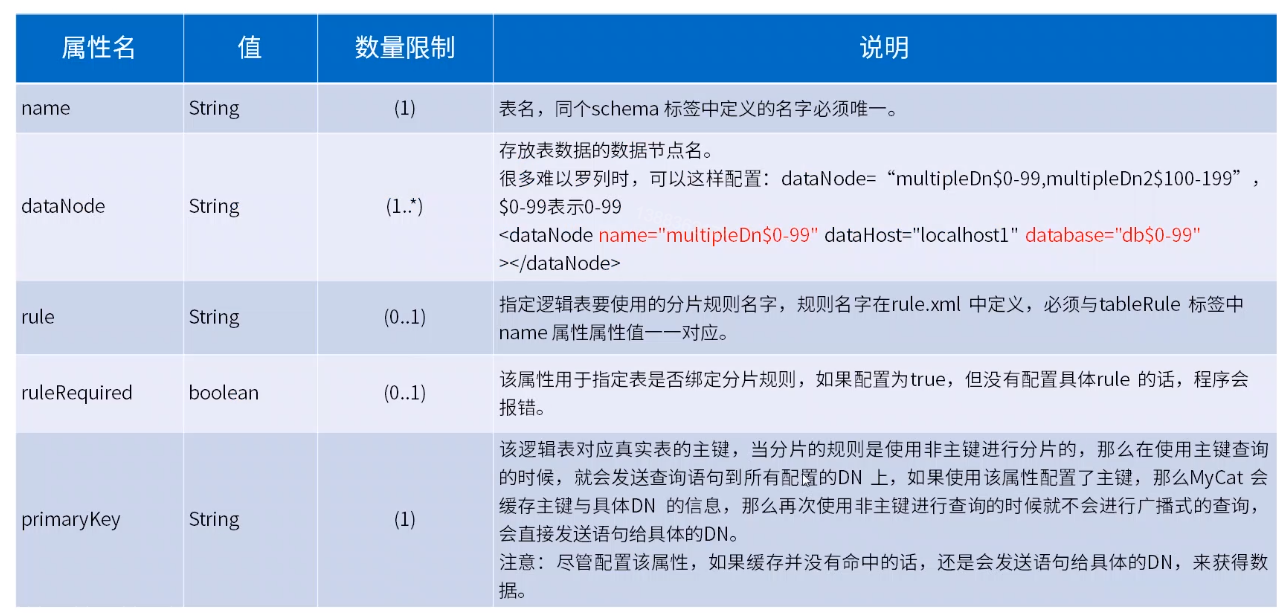 属性名 值 数量限制 说明
name String (1) 表名，同个schema 标签中定义的名字必须唯一。
dataNode String (1..*) 存放表数据的数据节点名。
很多难以罗列时，可以这样配置：dataNode=“multipleDn$0-99,multipleDn2$100-199”，
$0-99表示0-99
<dataNode name="multipleDn$0-99" dataHost="localhost1" database="db$0-99"
></dataNode>
rule String (0..1) 指定逻辑表要使用的分片规则名字，规则名字在rule.xml 中定义，必须与tableRule 标签中
name 属性属性值一一对应。
ruleRequired boolean (0..1) 该属性用于指定表是否绑定分片规则，如果配置为true，但没有配置具体rule 的话，程序会
报错。
primaryKey String (1) 该逻辑表对应真实表的主键，当分片的规则是使用非主键进行分片的，那么在使用主键查询
的时候，就会发送查询语句到所有配置的DN 上，如果使用该属性配置了主键，那么MyCat 会
缓存主键与具体DN 的信息，那么再次使用非主键进行查询的时候就不会进行广播式的查询，
会直接发送语句给具体的DN。
注意：尽管配置该属性，如果缓存并没有命中的话，还是会发送语句给具体的DN，来获得数
据。